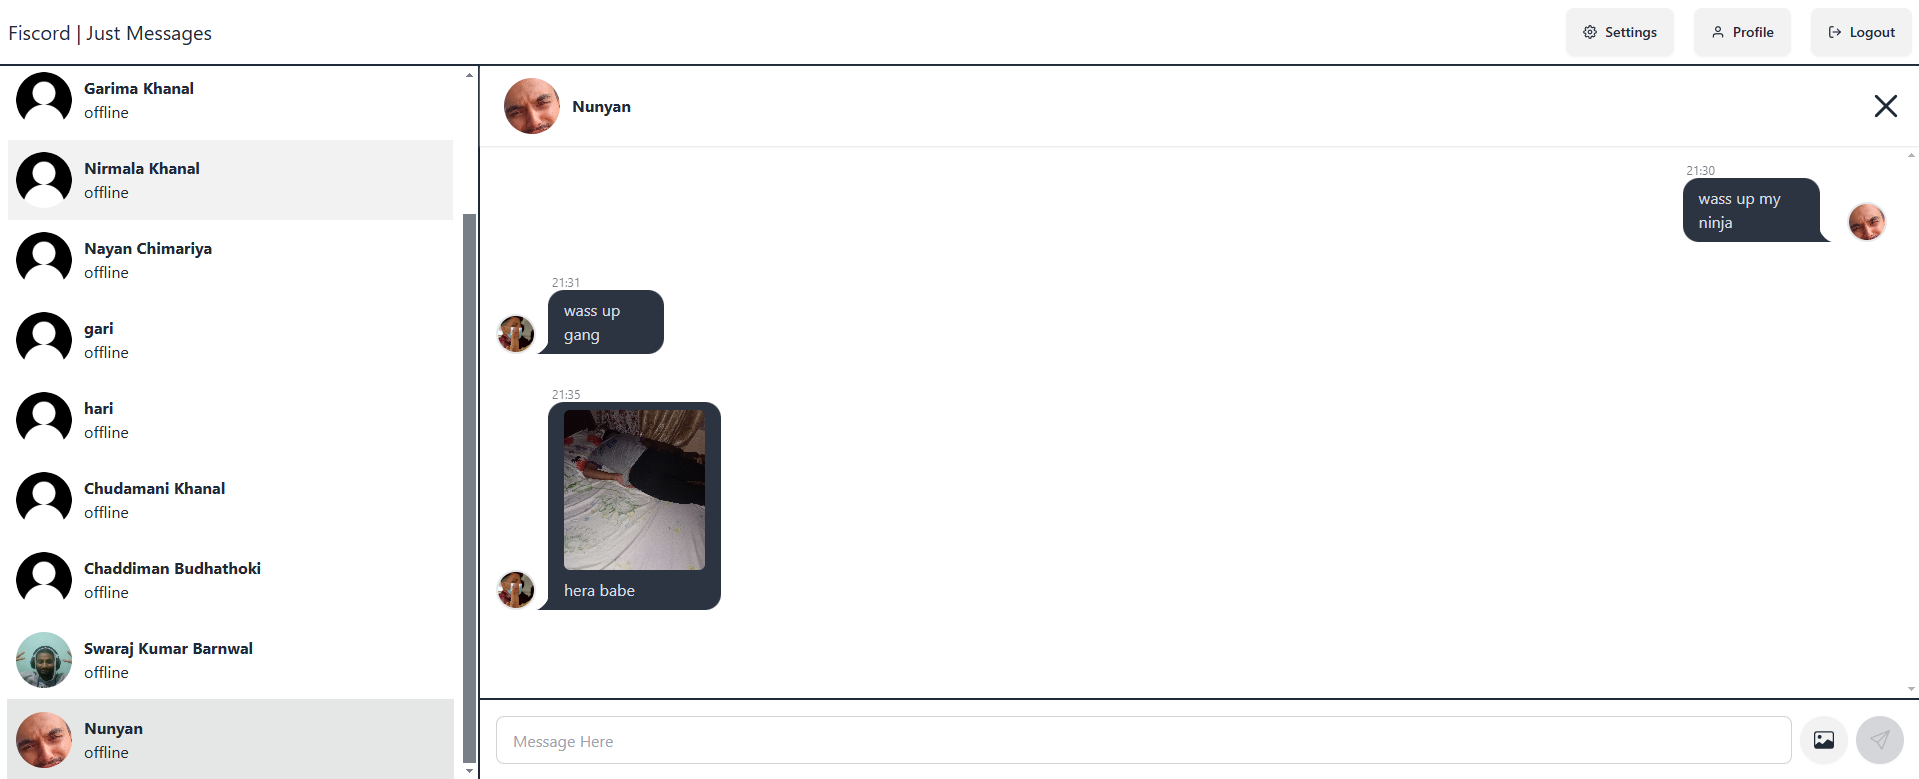 Fiscord | Just Messages
Settings
Profile
Logout
Garima Khanal
offline
Nirmala Khanal
offline
Nayan Chimariya
offline
gari
offline
hari
offline
Chudamani Khanal
offline
Chaddiman Budhathoki
offline
Swaraj Kumar Barnwal
offline
Nunyan
offline
Nunyan
21:30
wass up my
ninja
21:31
wass up
gang
21:35
hera babe
Message Here